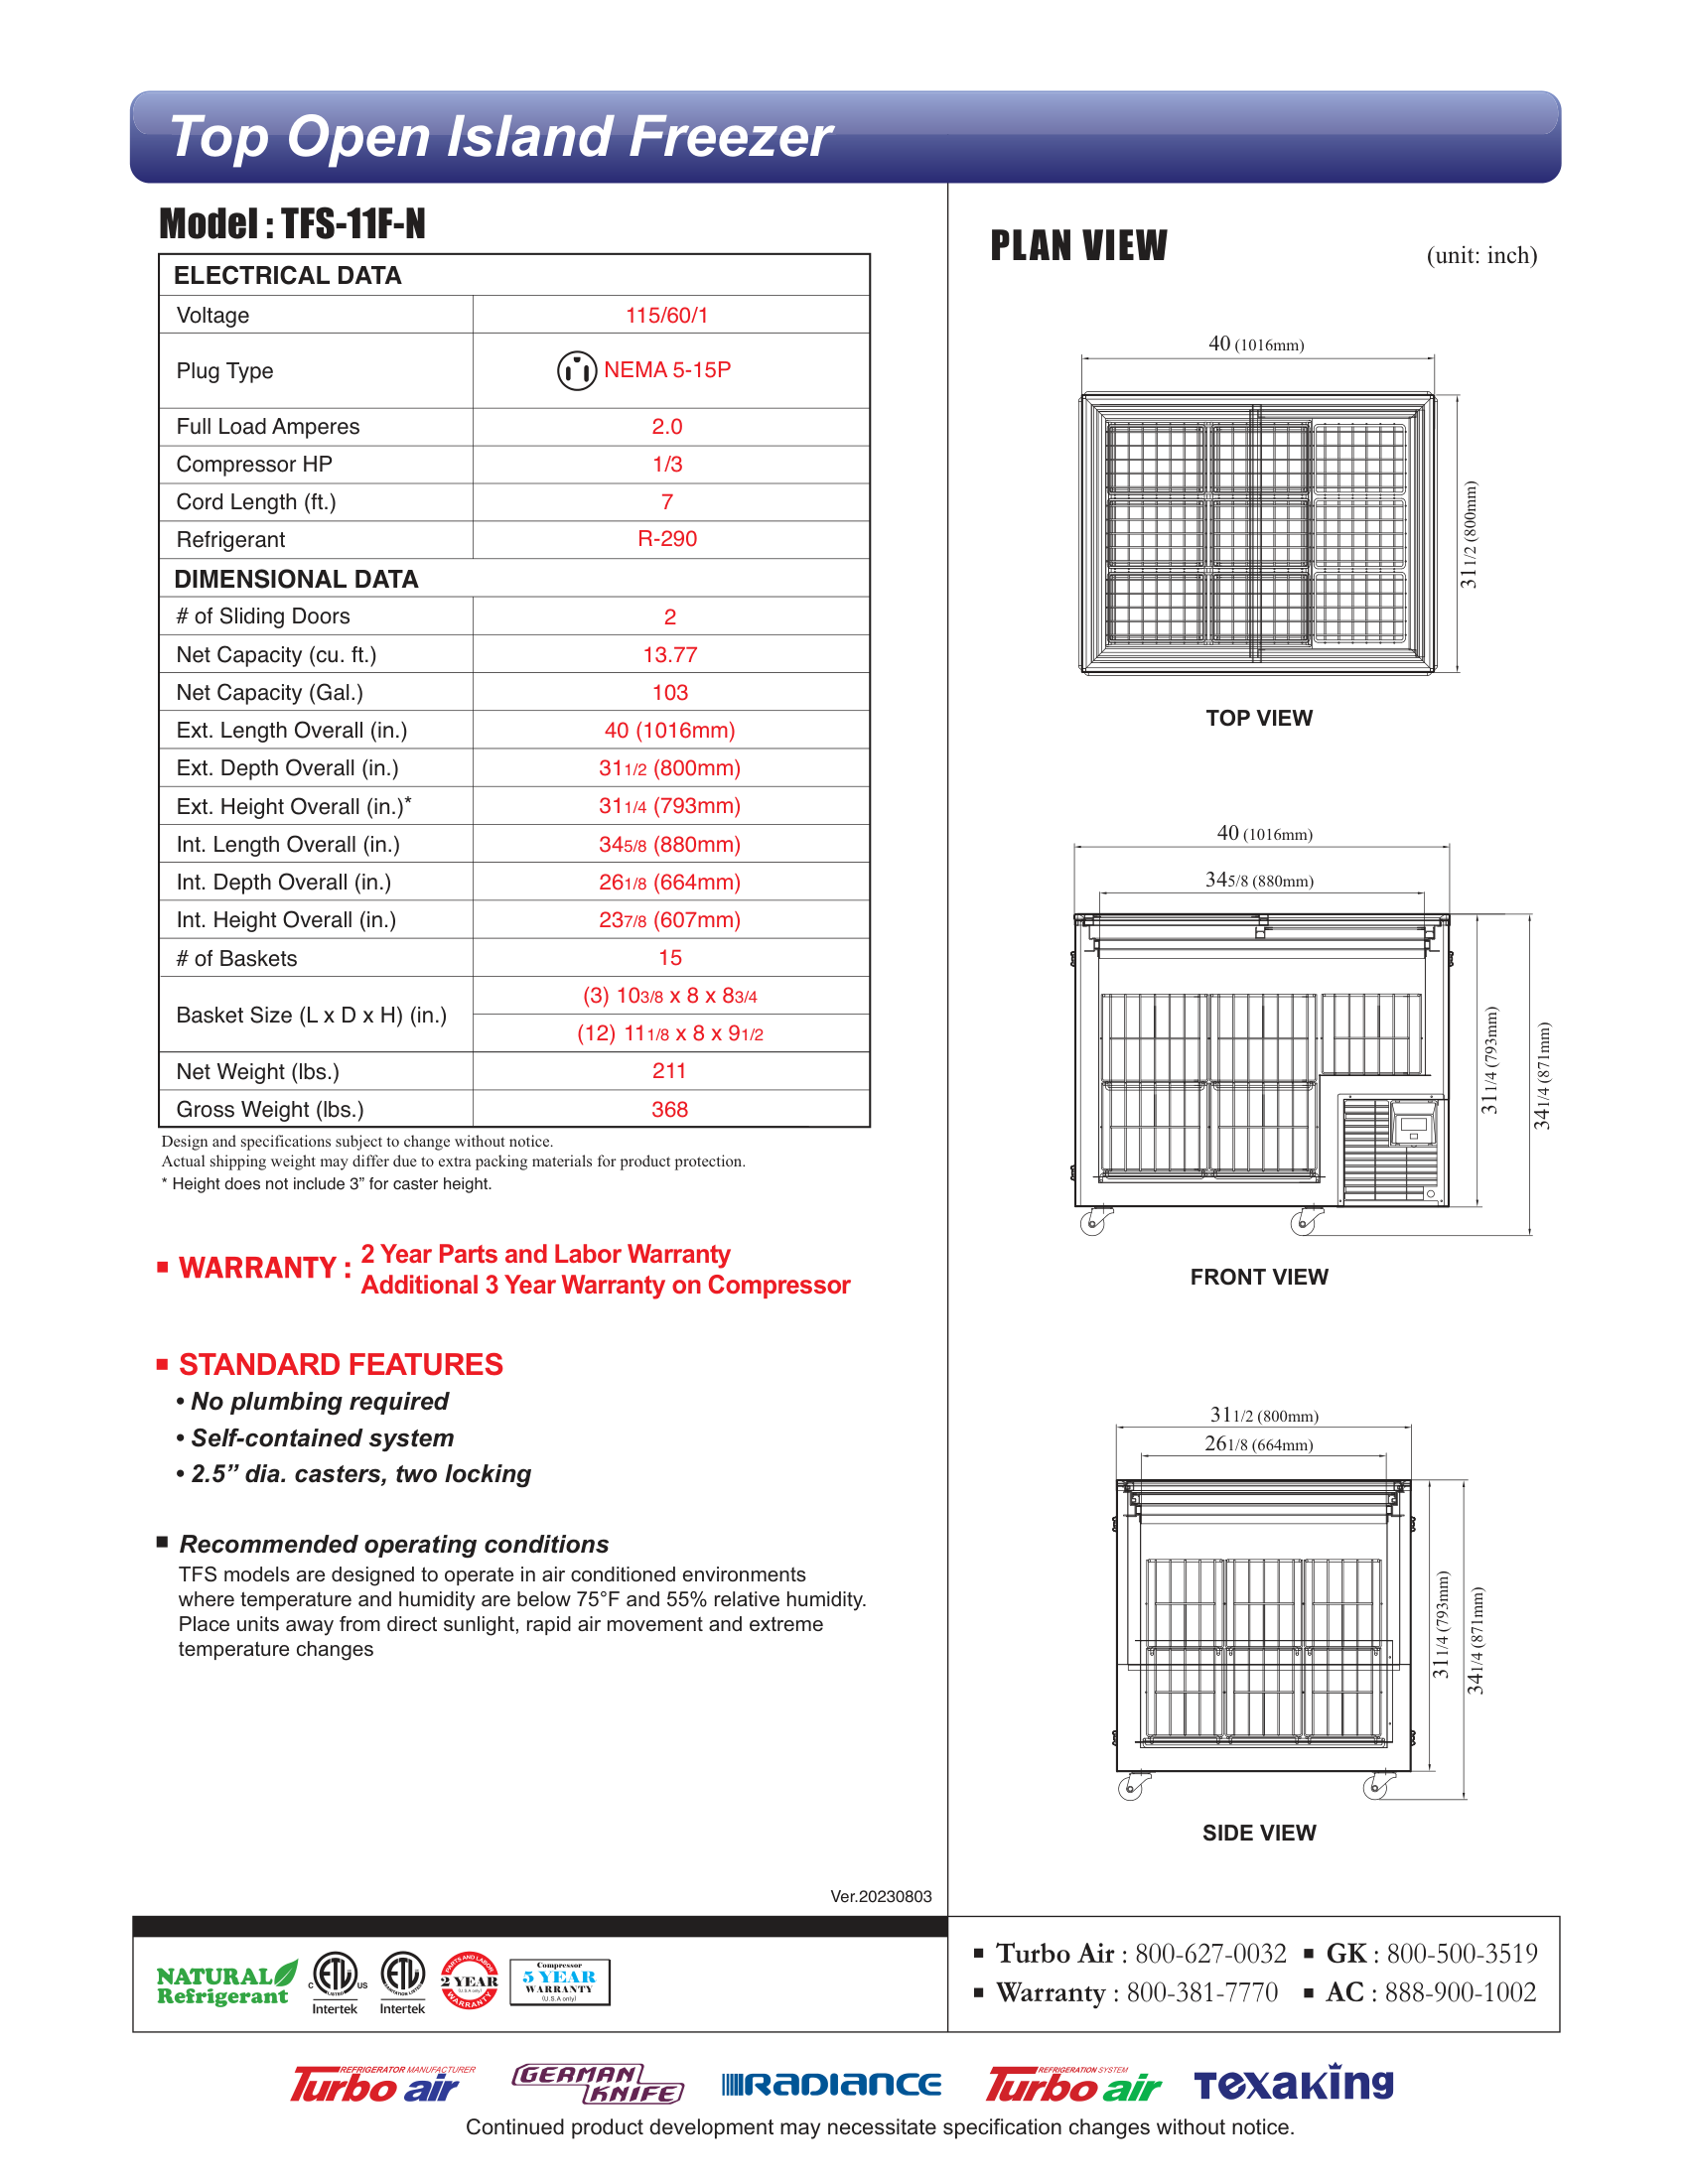 Top Open Island Freezer
Model : TFS-11F-N
ELECTRICAL DATA
Voltage 115/60/1
Plug Type NEMA 5-15P
Full Load Amperes 2.0
Compressor HP 1/3
Cord Length (ft.) 7
Refrigerant R-290
DIMENSIONAL DATA
# of Sliding Doors 2
Net Capacity (cu. ft.) 13.77
Net Capacity (Gal.) 103
Ext. Length Overall (in.) 40 (1016mm)
Ext. Depth Overall (in.) 31 1/2 (800mm)
Ext. Height Overall (in.)* 31 1/4 (793mm)
Int. Length Overall (in.) 34 5/8 (880mm)
Int. Depth Overall (in.) 26 1/8 (664mm)
Int. Height Overall (in.) 23 7/8 (607mm)
# of Baskets 15
Basket Size (L x D x H) (in.) (3) 10 3/8 x 8 x 8 3/4
(12) 11 1/8 x 8 x 9 1/2
Net Weight (lbs.) 211
Gross Weight (lbs.) 368
Design and specifications subject to change without notice.
Actual shipping weight may differ due to extra packing materials for product protection.
* Height does not include 3” for caster height.
■ WARRANTY : 2 Year Parts and Labor Warranty
Additional 3 Year Warranty on Compressor
■ STANDARD FEATURES
• No plumbing required
• Self-contained system
• 2.5” dia. casters, two locking
■ Recommended operating conditions
TFS models are designed to operate in air conditioned environments
where temperature and humidity are below 75°F and 55% relative humidity.
Place units away from direct sunlight, rapid air movement and extreme
temperature changes
Ver.20230803
PLAN VIEW
(unit: inch)
40 (1016mm)
31 1/2 (800mm)
TOP VIEW
40 (1016mm)
34 5/8 (880mm)
31 1/4 (793mm)
34 1/4 (871mm)
FRONT VIEW
31 1/2 (800mm)
26 1/8 (664mm)
31 1/4 (793mm)
34 1/4 (871mm)
SIDE VIEW
NATURAL
Refrigerant
C ETL US
LISTED
Intertek
ETL
SANITATION LISTED
Intertek
PARTS AND LABOR
2 YEAR
(U.S.A only)
WARRANTY
Compressor
5 YEAR
WARRANTY
(U.S.A only)
■ Turbo Air : 800-627-0032 ■ GK : 800-500-3519
■ Warranty : 800-381-7770 ■ AC : 888-900-1002
REFRIGERATOR MANUFACTURER
Turbo air
GERMAN
KNIFE
RADIANCE
REFRIGERATION SYSTEM
Turbo air
Texaking
Continued product development may necessitate specification changes without notice.